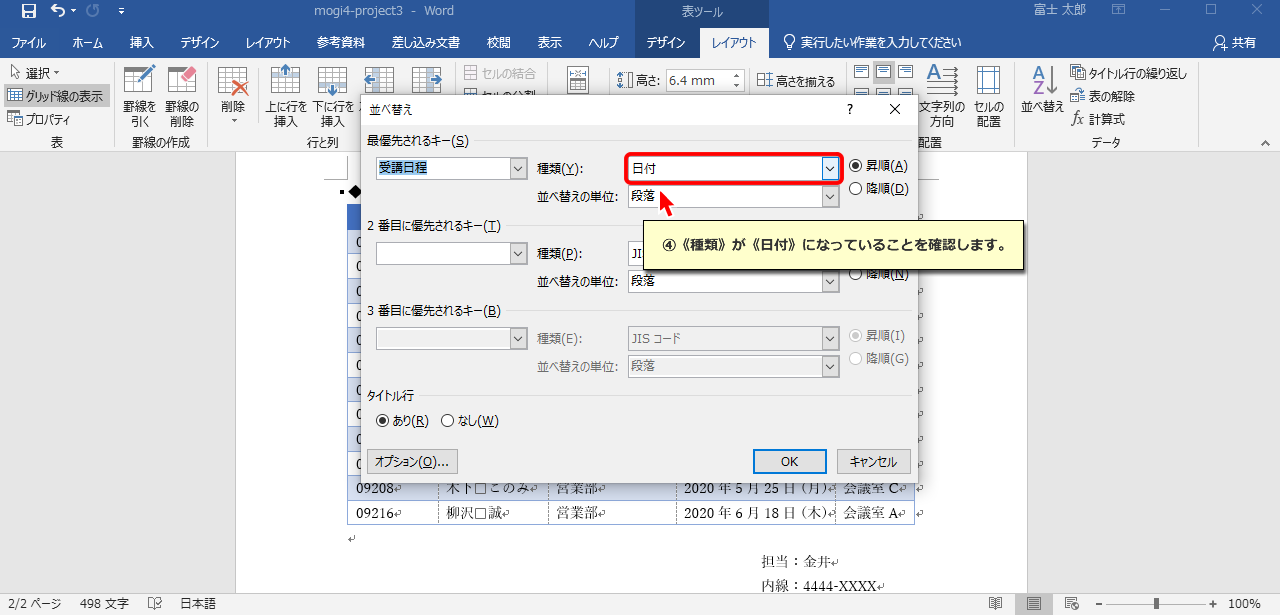 mogi4-project3 - Word
表ツール
富士 太郎
ファイル ホーム 挿入 デザイン レイアウト 参考資料 差し込み文書 校閲 表示 ヘルプ デザイン レイアウト 実行したい作業を入力してください 共有
選択
グリッド線の表示
プロパティ
表
罫線を引く
罫線の削除
罫線の作成
削除
上に行を挿入
下に行を挿入
行と列
セルの結合
高さ: 6.4 mm
高さを揃える
文字列の方向
セルの配置
配置
並べ替え
タイトル行の繰り返し
表の解除
計算式
データ
並べ替え ?
最優先されるキー(S)
受講日程 種類(Y): 日付 昇順(A)
並べ替えの単位: 段落 降順(D)
2 番目に優先されるキー(T)
種類(P): JI
並べ替えの単位: 段落 降順(N)
④《種類》が《日付》になっていることを確認します。
3 番目に優先されるキー(B)
種類(E): JIS コード 昇順(I)
並べ替えの単位: 段落 降順(G)
タイトル行
あり(R) なし(W)
オプション(O)... OK キャンセル
09208 木下□このみ 営業部 2020 年 5 月 25 日（月） 会議室 C
09216 柳沢□誠 営業部 2020 年 6 月 18 日（木） 会議室 A
担当：金井
内線：4444-XXXX
2/2 ページ 498 文字 日本語 100%